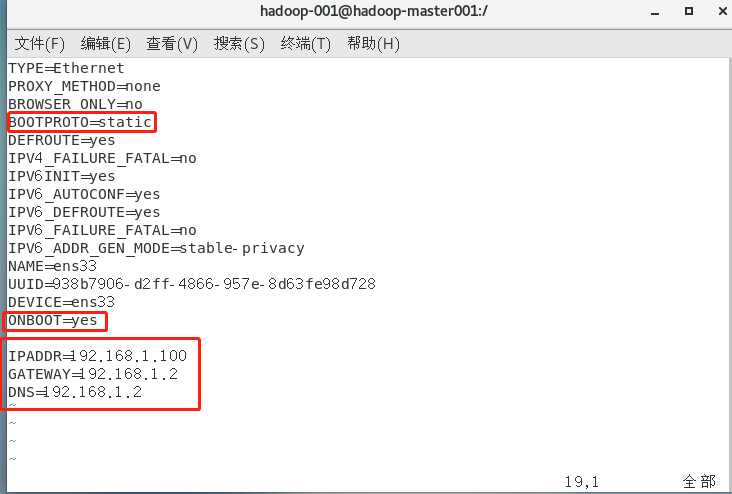 hadoop-001@hadoop-master001:/
文件(F) 编辑(E) 查看(V) 搜索(S) 终端(T) 帮助(H)
TYPE=Ethernet
PROXY_METHOD=none
BROWSER_ONLY=no
BOOTPROTO=static
DEFROUTE=yes
IPV4_FAILURE_FATAL=no
IPV6INIT=yes
IPV6_AUTOCONF=yes
IPV6_DEFROUTE=yes
IPV6_FAILURE_FATAL=no
IPV6_ADDR_GEN_MODE=stable-privacy
NAME=ens33
UUID=938b7906-d2ff-4866-957e-8d63fe98d728
DEVICE=ens33
ONBOOT=yes
IPADDR=192.168.1.100
GATEWAY=192.168.1.2
DNS=192.168.1.2
~
~
~
~
19,1 全部